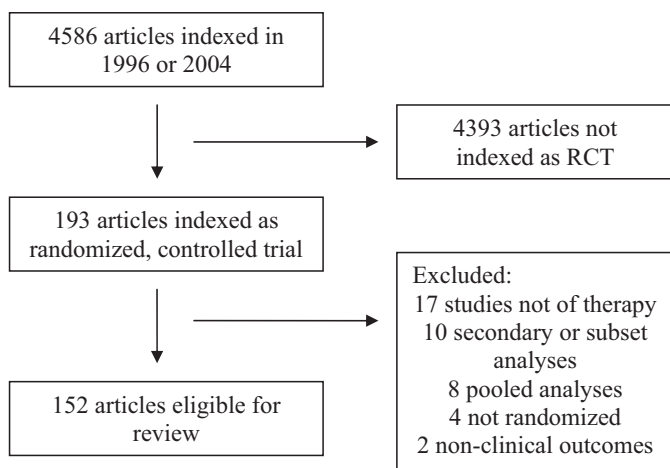 4586 articles indexed in
1996 or 2004
4393 articles not
indexed as RCT
193 articles indexed as
randomized, controlled trial
Excluded:
17 studies not of therapy
10 secondary or subset
analyses
8 pooled analyses
4 not randomized
2 non-clinical outcomes
152 articles eligible for
review